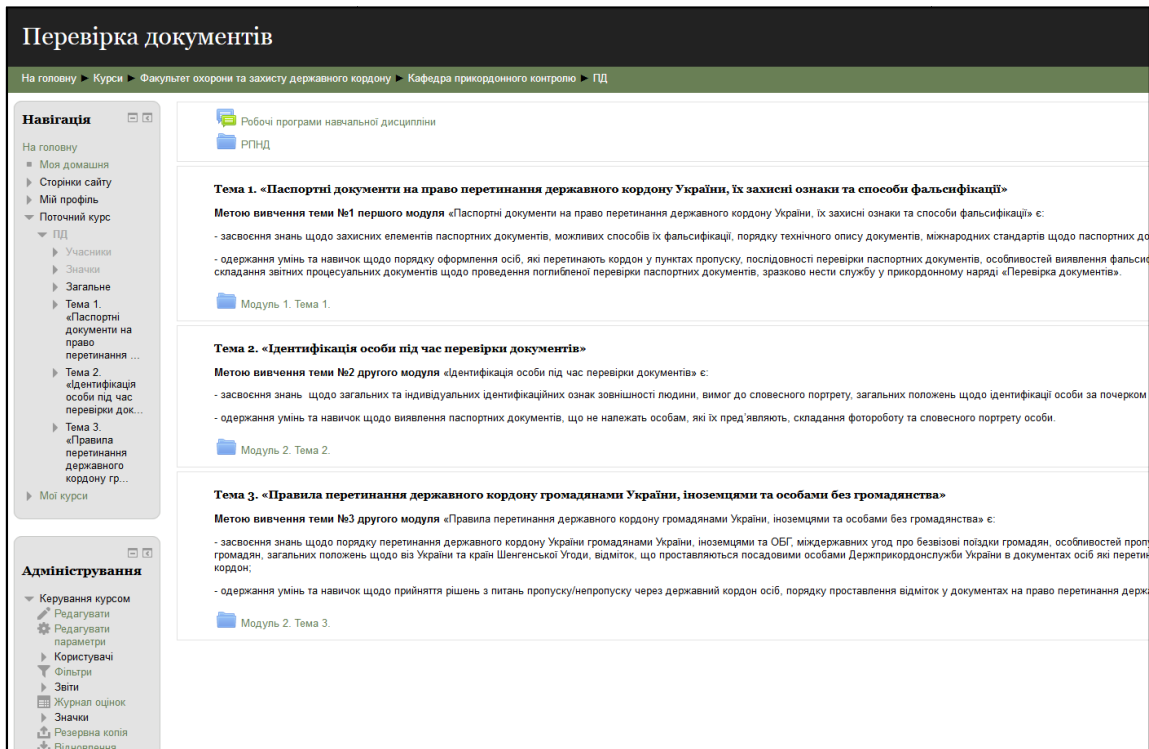 Перевірка документів
На головну ► Курси ► Факультет охорони та захисту державного кордону ► Кафедра прикордонного контролю ► ПД
Навігація
На головну
Моя домашня
Сторінки сайту
Мій профіль
Поточний курс
ПД
Учасники
Значки
Загальне
Тема 1.
«Паспортні
документи на
право
перетинання ...
Тема 2.
«Ідентифікація
особи під час
перевірки док...
Тема 3.
«Правила
перетинання
державного
кордону гр...
Мої курси
Адміністрування
Керування курсом
Редагувати
Редагувати
параметри
Користувачі
Фільтри
Звіти
Журнал оцінок
Значки
Резервна копія
Відновлення
Робочі програми навчальної дисципліни
РПНД
Тема 1. «Паспортні документи на право перетинання державного кордону України, їх захисні ознаки та способи фальсифікації»
Метою вивчення теми №1 першого модуля «Паспортні документи на право перетинання державного кордону України, їх захисні ознаки та способи фальсифікації» є:
- засвоєння знань щодо захисних елементів паспортних документів, можливих способів їх фальсифікації, порядку технічного опису документів, міжнародних стандартів щодо паспортних до
- одержання умінь та навичок щодо порядку оформлення осіб, які перетинають кордон у пунктах пропуску, послідовності перевірки паспортних документів, особливостей виявлення фальсиф
складання звітних процесуальних документів щодо проведення поглибленої перевірки паспортних документів, зразково нести службу у прикордонному наряді «Перевірка документів».
Модуль 1. Тема 1.
Тема 2. «Ідентифікація особи під час перевірки документів»
Метою вивчення теми №2 другого модуля «Ідентифікація особи під час перевірки документів» є:
- засвоєння знань щодо загальних та індивідуальних ідентифікаційних ознак зовнішності людини, вимог до словесного портрету, загальних положень щодо ідентифікації особи за почерком
- одержання умінь та навичок щодо виявлення паспортних документів, що не належать особам, які їх пред’являють, складання фотороботу та словесного портрету особи.
Модуль 2. Тема 2.
Тема 3. «Правила перетинання державного кордону громадянами України, іноземцями та особами без громадянства»
Метою вивчення теми №3 другого модуля «Правила перетинання державного кордону громадянами України, іноземцями та особами без громадянства» є:
- засвоєння знань щодо порядку перетинання державного кордону України громадянами України, іноземцями та ОБГ, міждержавних угод про безвізові поїздки громадян, особливостей пропу
громадян, загальних положень щодо віз України та країн Шенгенської Угоди, відміток, що проставляються посадовими особами Держприкордонслужби України в документах осіб які перетин
кордон;
- одержання умінь та навичок щодо прийняття рішень з питань пропуску/непропуску через державний кордон осіб, порядку проставлення відміток у документах на право перетинання держа
Модуль 2. Тема 3.